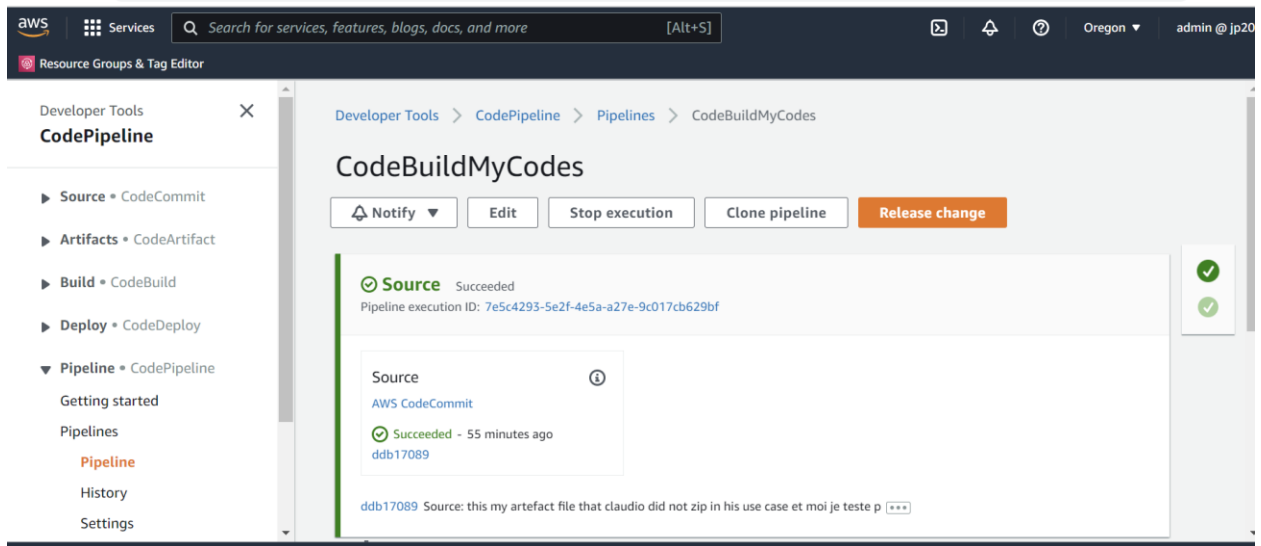 aws Services Search for services, features, blogs, docs, and more [Alt+S] Oregon ▼ admin @ jp20
Resource Groups & Tag Editor
Developer Tools
CodePipeline
Source • CodeCommit
Artifacts • CodeArtifact
Build • CodeBuild
Deploy • CodeDeploy
Pipeline • CodePipeline
Getting started
Pipelines
Pipeline
History
Settings
Developer Tools > CodePipeline > Pipelines > CodeBuildMyCodes
CodeBuildMyCodes
Notify ▼ Edit Stop execution Clone pipeline Release change
Source Succeeded
Pipeline execution ID: 7e5c4293-5e2f-4e5a-a27e-9c017cb629bf
Source
AWS CodeCommit
Succeeded - 55 minutes ago
ddb17089
ddb17089 Source: this my artefact file that claudio did not zip in his use case et moi je teste p •••